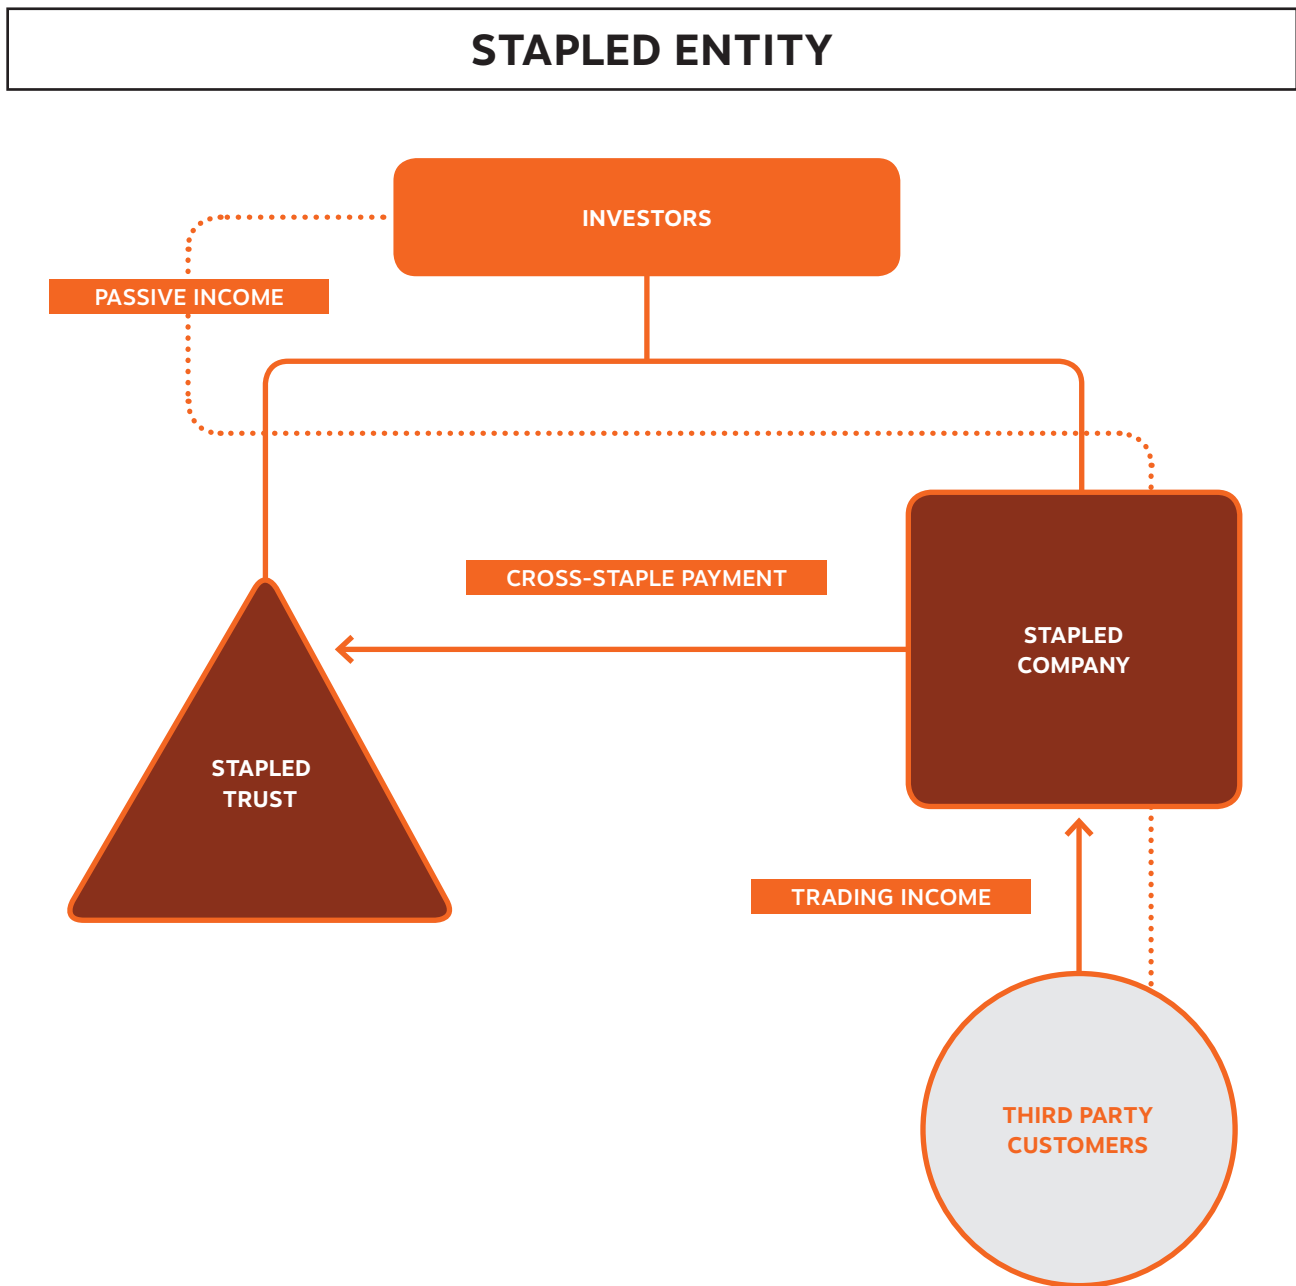 STAPLED ENTITY
INVESTORS
PASSIVE INCOME
CROSS-STAPLE PAYMENT
STAPLED
COMPANY
STAPLED
TRUST
TRADING INCOME
THIRD PARTY
CUSTOMERS